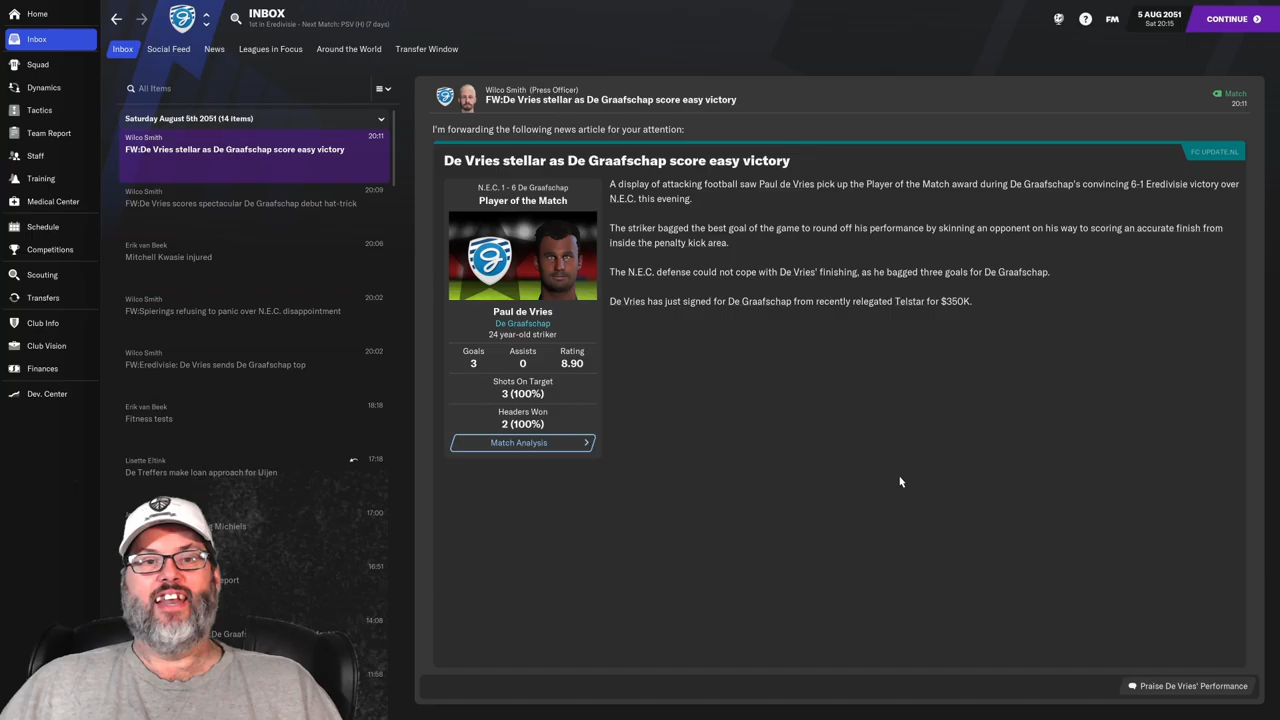 Home
Inbox
Squad
Dynamics
Tactics
Team Report
Staff
Training
Medical Center
Schedule
Competitions
Scouting
Transfers
Club Info
Club Vision
Finances
Dev. Center
INBOX
1st in Eredivisie - Next Match: PSV (H) (7 days)
FM
5 AUG 2051
Sat 20:15
CONTINUE
Inbox
Social Feed
News
Leagues in Focus
Around the World
Transfer Window
All Items
Saturday August 5th 2051 (14 items)
Wilco Smith
20:11
FW:De Vries stellar as De Graafschap score easy victory
Wilco Smith
20:09
FW:De Vries scores spectacular De Graafschap debut hat-trick
Erik van Beek
20:06
Mitchell Kwasie injured
Wilco Smith
20:02
FW:Spierings refusing to panic over N.E.C. disappointment
Wilco Smith
20:02
FW:Eredivisie: De Vries sends De Graafschap top
Erik van Beek
18:18
Fitness tests
Lisette Eltink
17:18
De Treffers make loan approach for Uijen
17:00
Michiels
16:51
14:08
De Graaf
11:58
Wilco Smith (Press Officer)
FW:De Vries stellar as De Graafschap score easy victory
Match
20:11
I'm forwarding the following news article for your attention:
De Vries stellar as De Graafschap score easy victory
FC UPDATE.NL
N.E.C. 1 - 6 De Graafschap
Player of the Match
Paul de Vries
De Graafschap
24 year-old striker
Goals Assists Rating
3 0 8.90
Shots On Target
3 (100%)
Headers Won
2 (100%)
Match Analysis
A display of attacking football saw Paul de Vries pick up the Player of the Match award during De Graafschap's convincing 6-1 Eredivisie victory over
N.E.C. this evening.
The striker bagged the best goal of the game to round off his performance by skinning an opponent on his way to scoring an accurate finish from
inside the penalty kick area.
The N.E.C. defense could not cope with De Vries' finishing, as he bagged three goals for De Graafschap.
De Vries has just signed for De Graafschap from recently relegated Telstar for $350K.
Praise De Vries' Performance